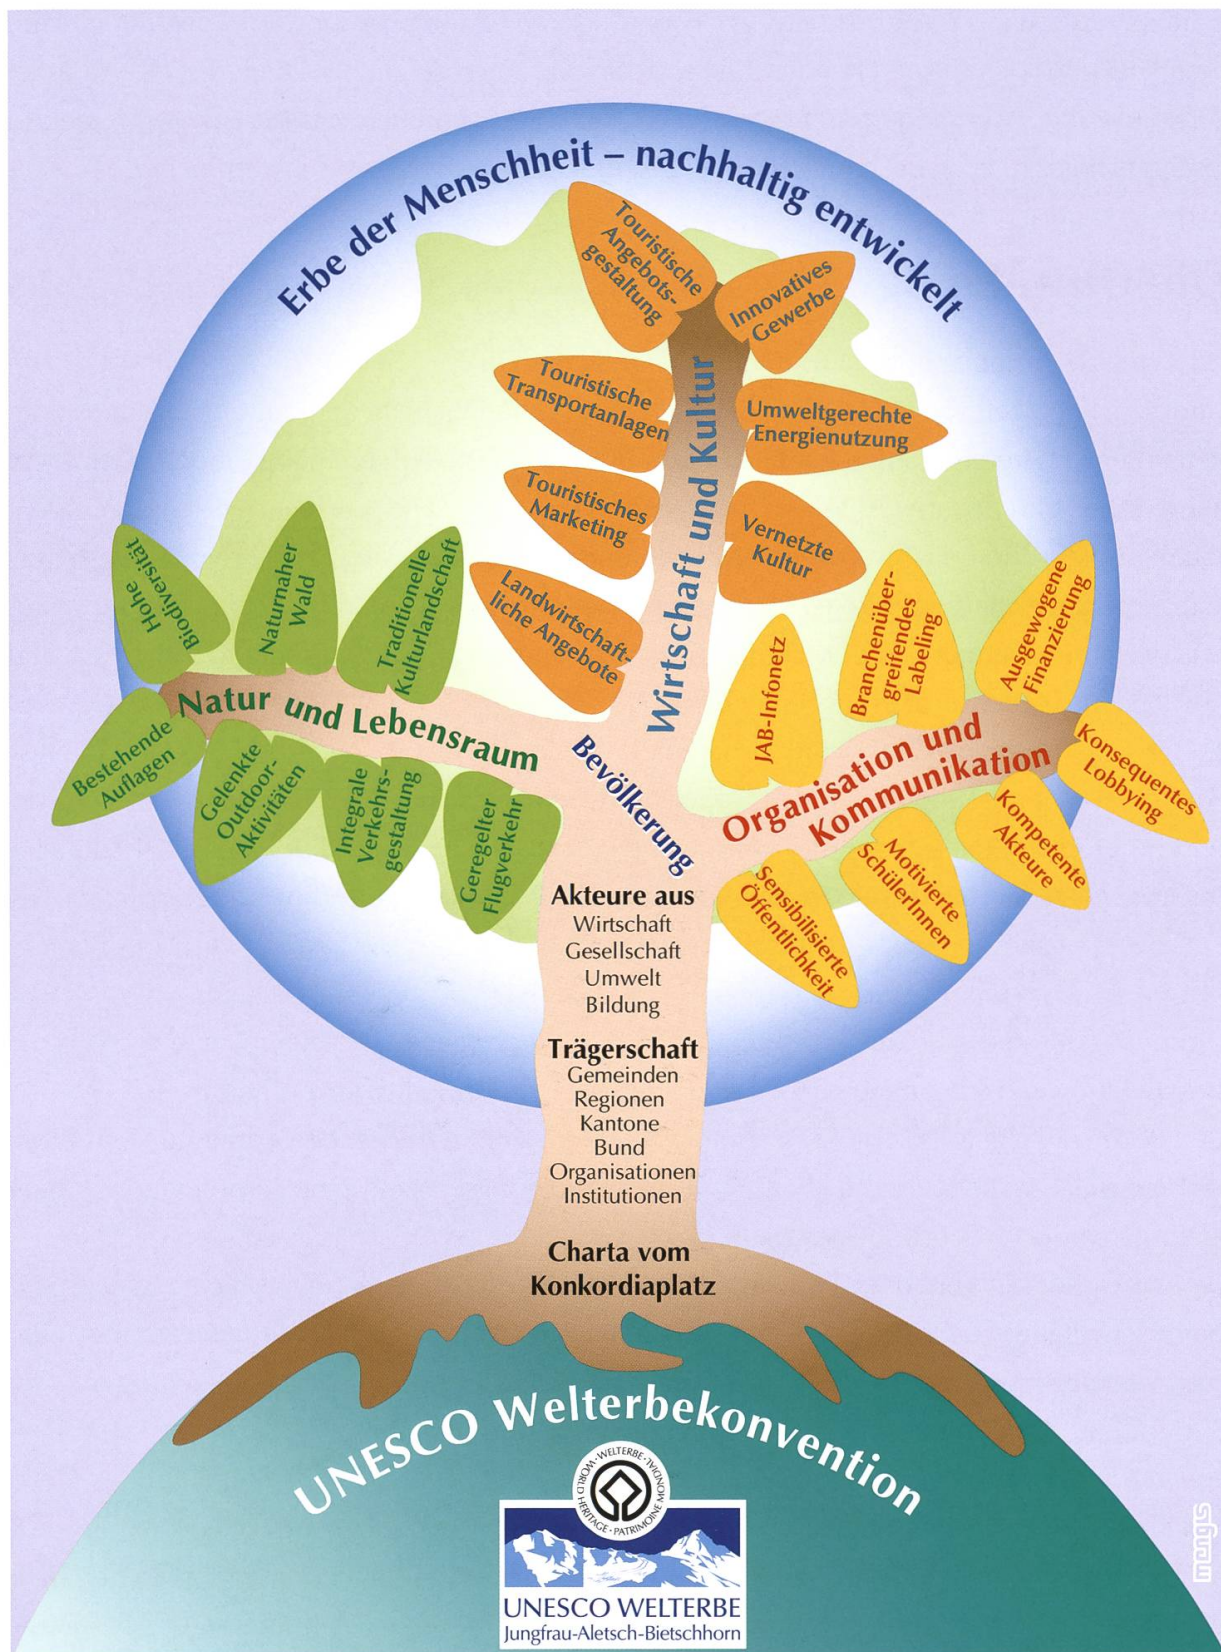 Erbe der Menschheit – nachhaltig entwickelt
Touristische
Angebots-
gestaltung
Innovatives
Gewerbe
Touristische
Transportanlagen
Umweltgerechte
Energienutzung
Touristisches
Marketing
Vernetzte
Kultur
Landwirtschaft-
liche Angebote
Wirtschaft und Kultur
Hohe
Biodiversität
Naturnaher
Wald
Traditionelle
Kulturlandschaft
Natur und Lebensraum
Bestehende
Auflagen
Gelenkte
Outdoor-
Aktivitäten
Integrale
Verkehrs-
gestaltung
Geregelter
Flugverkehr
JAB-Infonetz
Branchenüber-
greifendes
Labeling
Ausgewogene
Finanzierung
Organisation und
Kommunikation
Konsequentes
Lobbying
Kompetente
Akteure
Motivierte
SchülerInnen
Sensibilisierte
Öffentlichkeit
Bevölkerung
Akteure aus
Wirtschaft
Gesellschaft
Umwelt
Bildung
Trägerschaft
Gemeinden
Regionen
Kantone
Bund
Organisationen
Institutionen
Charta vom
Konkordiaplatz
UNESCO Welterbekonvention
WELTERBE · WORLD HERITAGE · PATRIMOINE MONDIAL
UNESCO WELTERBE
Jungfrau-Aletsch-Bietschhorn
mengis